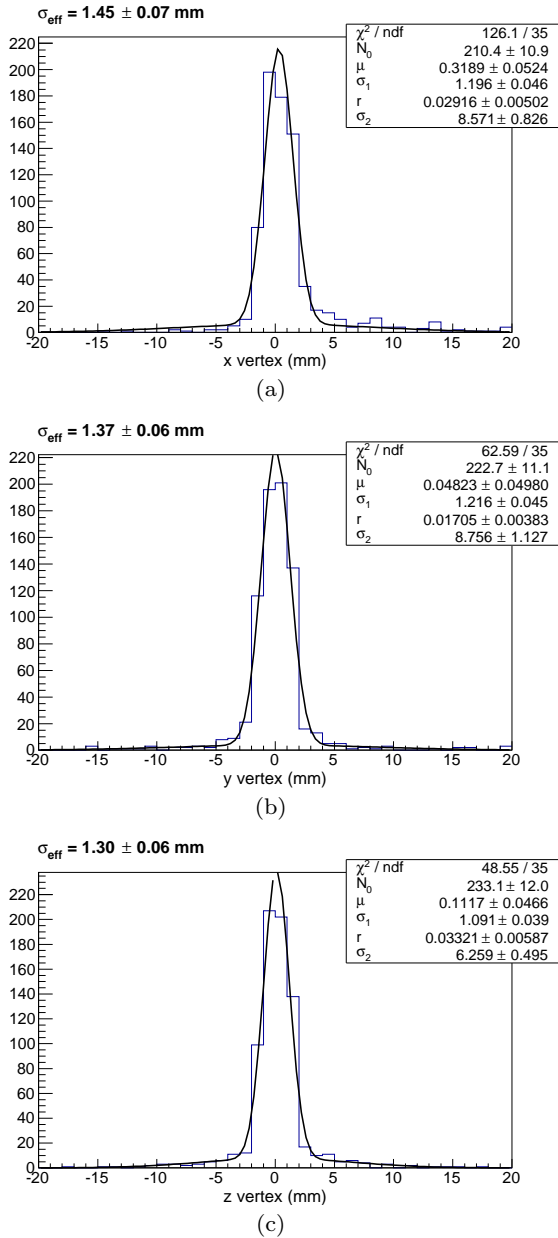 σeff = 1.45 ± 0.07 mm
χ² / ndf 126.1 / 35
N₀ 210.4 ± 10.9
μ 0.3189 ± 0.0524
σ₁ 1.196 ± 0.046
r 0.02916 ± 0.00502
σ₂ 8.571 ± 0.826
220
200
180
160
140
120
100
80
60
40
20
0
-20 -15 -10 -5 0 5 10 15 20
x vertex (mm)
(a)
σeff = 1.37 ± 0.06 mm
χ² / ndf 62.59 / 35
N₀ 222.7 ± 11.1
μ 0.04823 ± 0.04980
σ₁ 1.216 ± 0.045
r 0.01705 ± 0.00383
σ₂ 8.756 ± 1.127
220
200
180
160
140
120
100
80
60
40
20
0
-20 -15 -10 -5 0 5 10 15 20
y vertex (mm)
(b)
σeff = 1.30 ± 0.06 mm
χ² / ndf 48.55 / 35
N₀ 233.1 ± 12.0
μ 0.1117 ± 0.0466
σ₁ 1.091 ± 0.039
r 0.03321 ± 0.00587
σ₂ 6.259 ± 0.495
220
200
180
160
140
120
100
80
60
40
20
0
-20 -15 -10 -5 0 5 10 15 20
z vertex (mm)
(c)